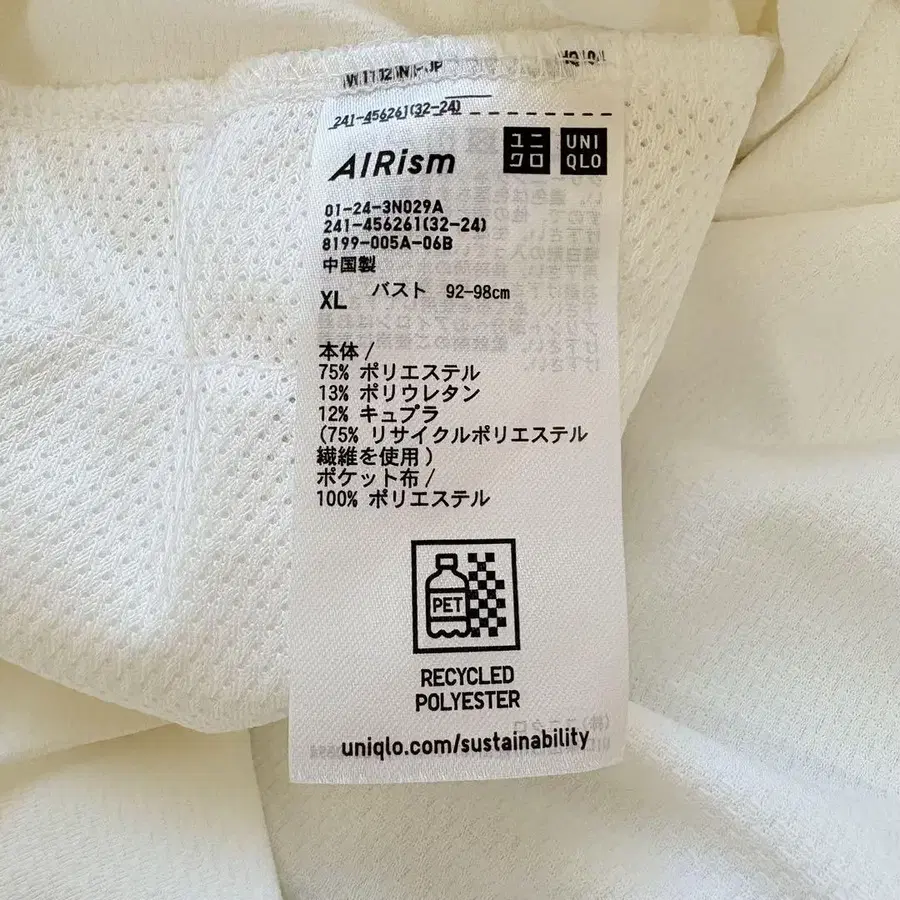 241-456261(32-24)
AIRism
ユニクロ
UNIQLO
01-24-3N029A
241-456261(32-24)
8199-005A-06B
中国製
XL バスト 92-98cm
本体/
75% ポリエステル
13% ポリウレタン
12% キュプラ
(75% リサイクルポリエステル
繊維を使用)
ポケット布/
100% ポリエステル
PET
RECYCLED
POLYESTER
uniqlo.com/sustainability